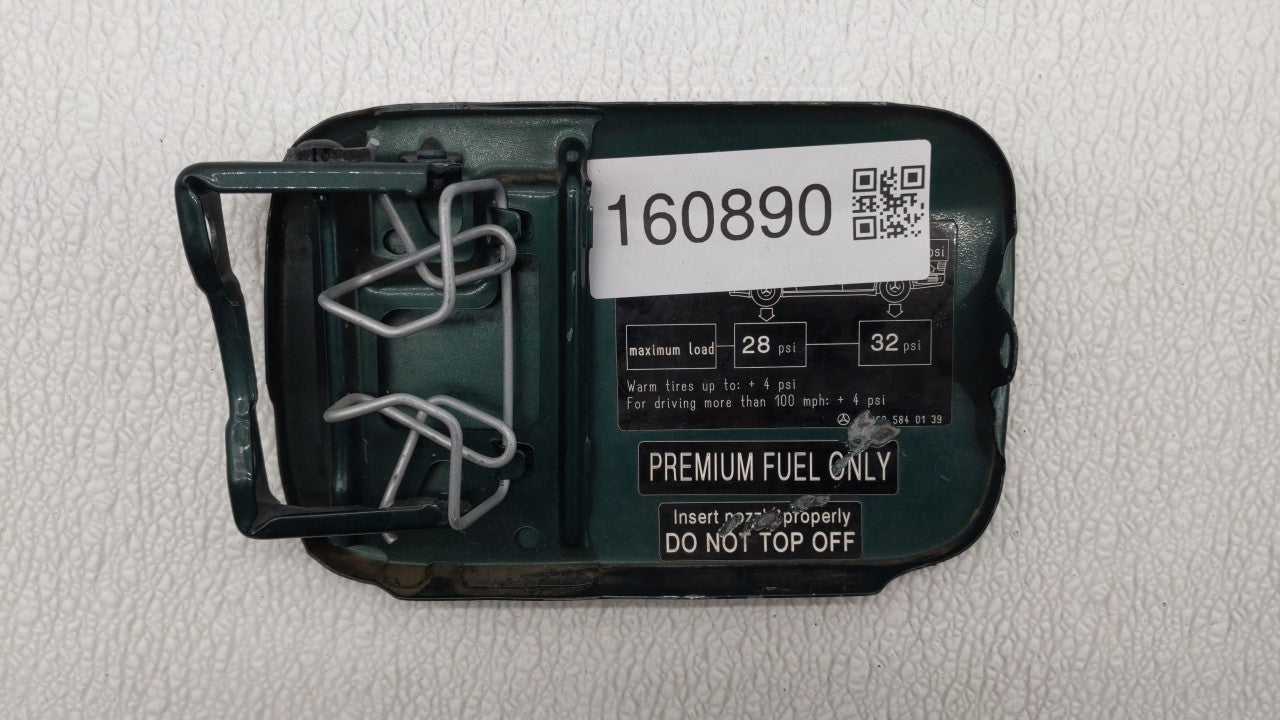 160890
psi
maximum load 28 psi 32 psi
Warm tires up to: + 4 psi
For driving more than 100 mph: + 4 psi
584 01 39
PREMIUM FUEL ONLY
Insert properly
DO NOT TOP OFF